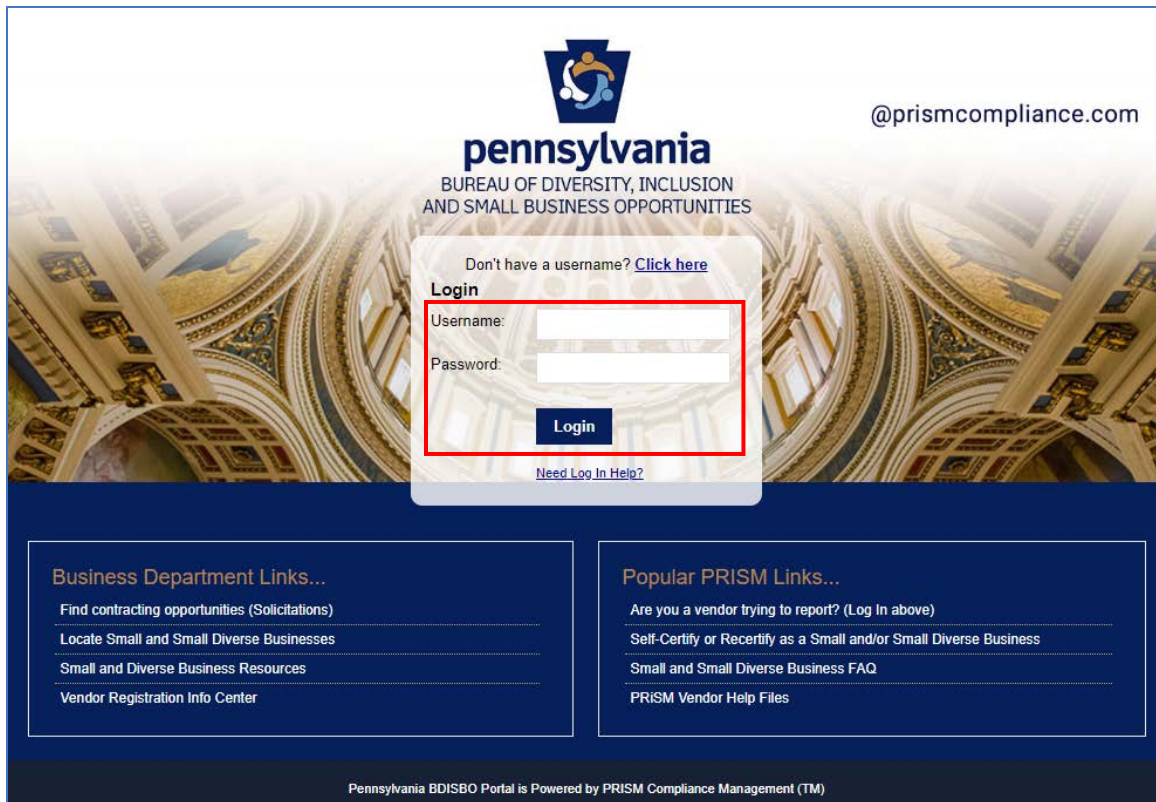 @prismcompliance.com
pennsylvania
BUREAU OF DIVERSITY, INCLUSION
AND SMALL BUSINESS OPPORTUNITIES
Don't have a username? Click here
Login
Username:
Password:
Login
Need Log In Help?
Business Department Links...
Find contracting opportunities (Solicitations)
Locate Small and Small Diverse Businesses
Small and Diverse Business Resources
Vendor Registration Info Center
Popular PRISM Links...
Are you a vendor trying to report? (Log In above)
Self-Certify or Recertify as a Small and/or Small Diverse Business
Small and Small Diverse Business FAQ
PRiSM Vendor Help Files
Pennsylvania BDISBO Portal is Powered by PRISM Compliance Management (TM)